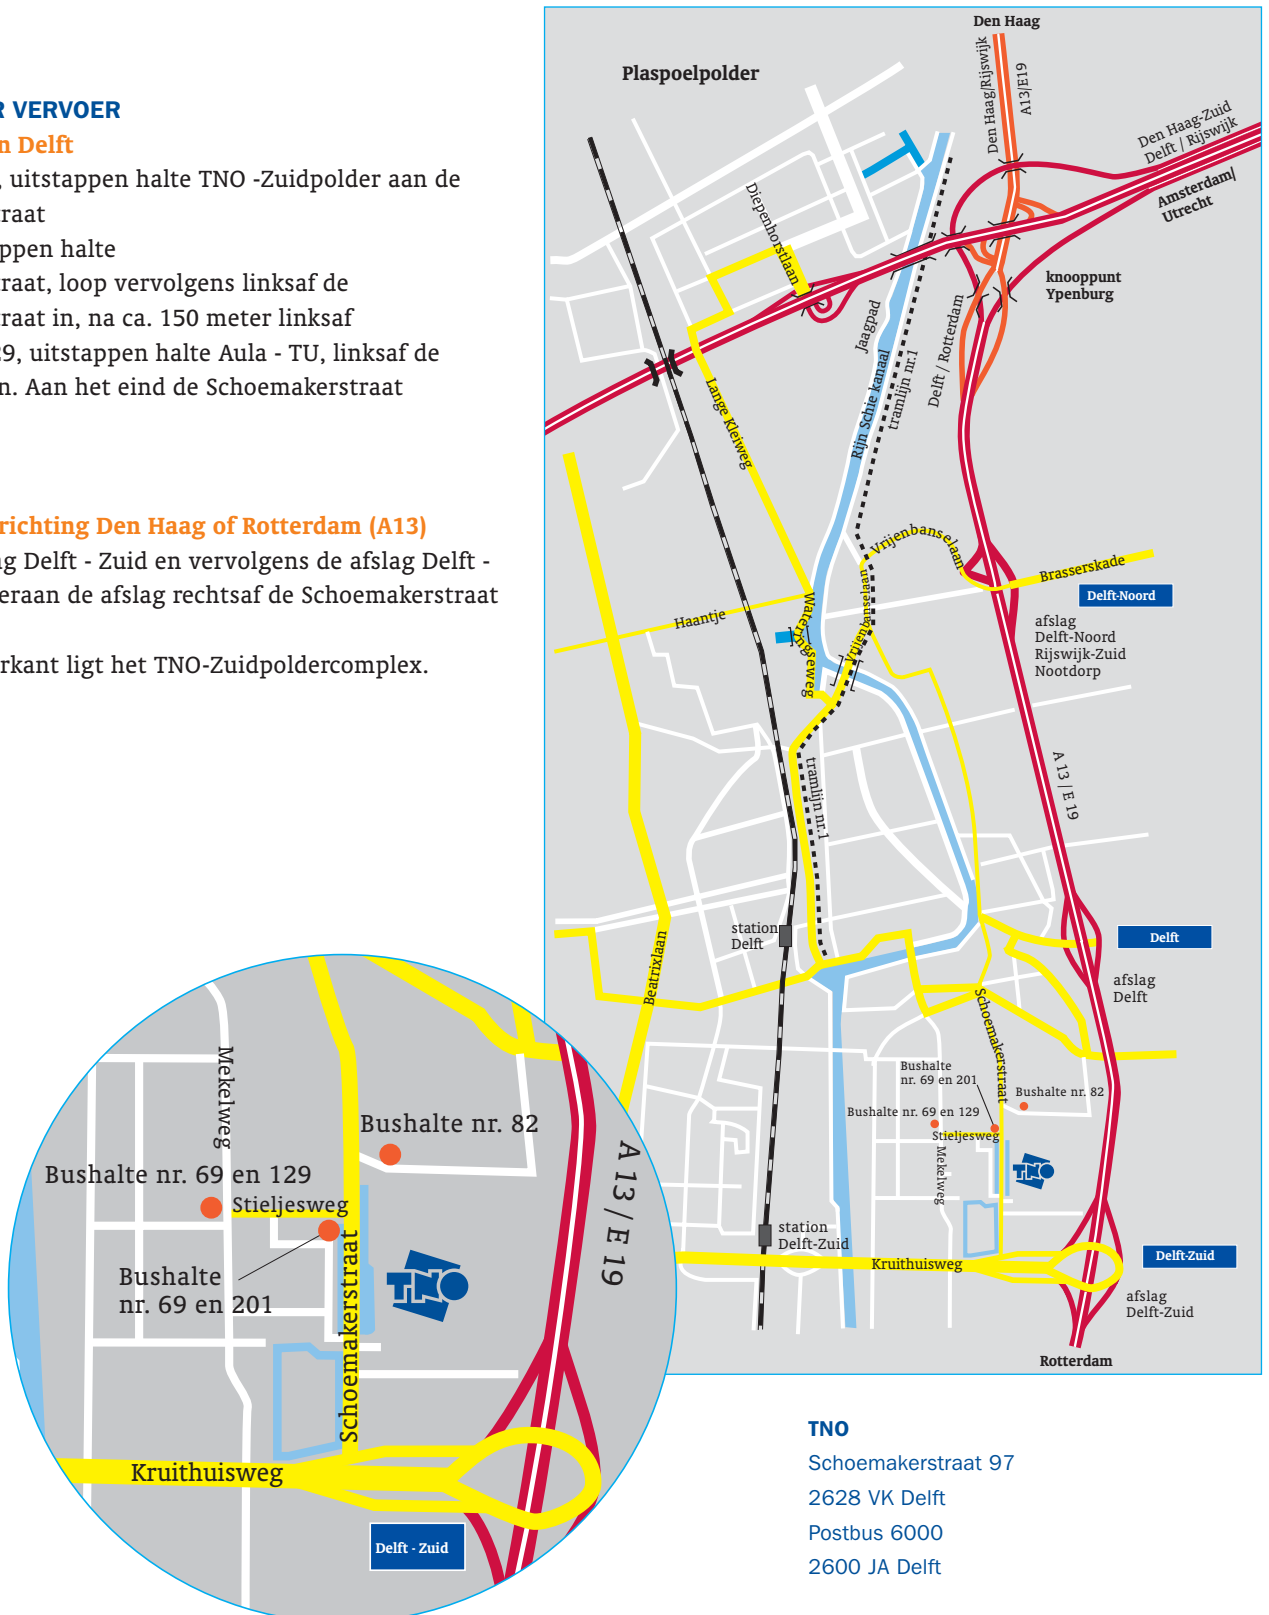 R VERVOER
n Delft
, uitstappen halte TNO -Zuidpolder aan de
traat
ppen halte
traat, loop vervolgens linksaf de
traat in, na ca. 150 meter linksaf
29, uitstappen halte Aula - TU, linksaf de
n. Aan het eind de Schoemakerstraat
richting Den Haag of Rotterdam (A13)
ag Delft - Zuid en vervolgens de afslag Delft -
eraan de afslag rechtsaf de Schoemakerstraat
rkant ligt het TNO-Zuidpoldercomplex.
Den Haag
Plaspoelpolder
Den Haag/Rijswijk
A13/E19
Den Haag-Zuid
Delft / Rijswijk
Amsterdam/
Utrecht
Diepenhorstlaan
knooppunt
Ypenburg
Jaagpad
Delft / Rotterdam
Rijn Schie kanaal
tramlijn nr.1
Lange Kleiweg
Vrijenbanselaan
Brasserskade
Delft-Noord
Haantje
Wateringseweg
Vrijenbanselaan
afslag
Delft-Noord
Rijswijk-Zuid
Nootdorp
A 13 / E 19
tramlijn nr.1
station
Delft
Delft
Beatrixlaan
afslag
Delft
Schoemakerstraat
Bushalte
nr. 69 en 201
Bushalte nr. 82
Bushalte nr. 69 en 129
Stieljesweg
Mekelweg
TNO
station
Delft-Zuid
Kruithuisweg
Delft-Zuid
afslag
Delft-Zuid
Rotterdam
Mekelweg
Bushalte nr. 82
A 13 / E 19
Bushalte nr. 69 en 129
Stieljesweg
Bushalte
nr. 69 en 201
TNO
Schoemakerstraat
Kruithuisweg
Delft - Zuid
TNO
Schoemakerstraat 97
2628 VK Delft
Postbus 6000
2600 JA Delft